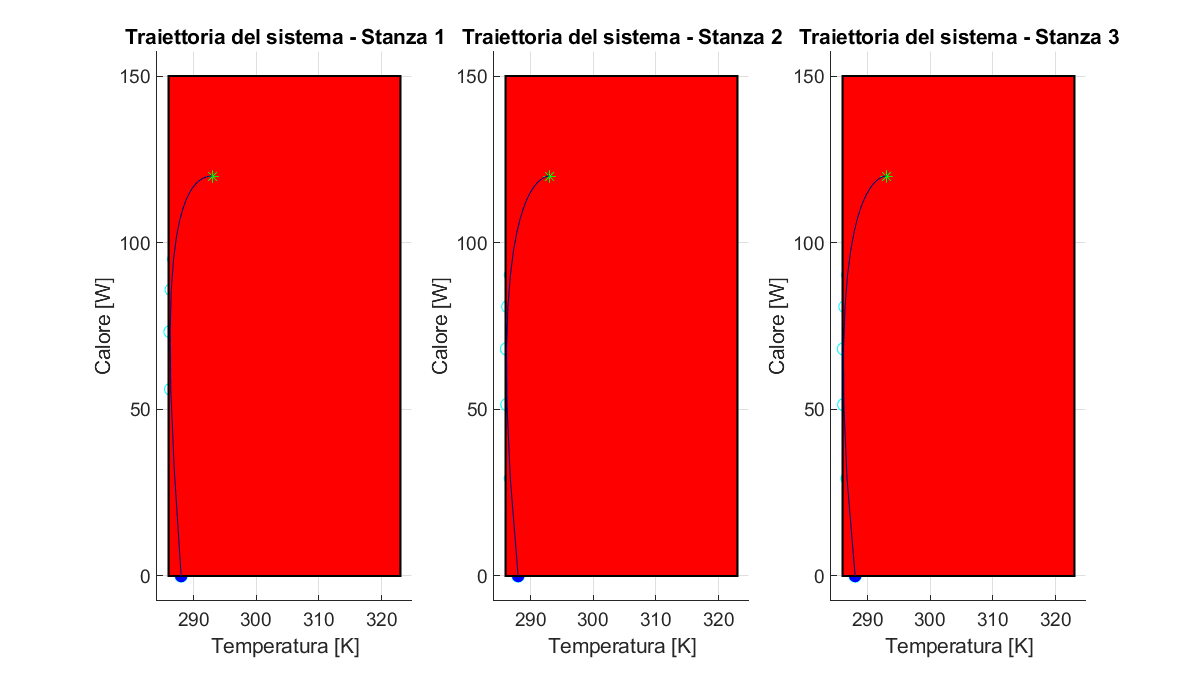 Traiettoria del sistema - Stanza 1
150
100
50
0
290 300 310 320
Temperatura [K]
Calore [W]
Traiettoria del sistema - Stanza 2
150
100
50
0
290 300 310 320
Temperatura [K]
Calore [W]
Traiettoria del sistema - Stanza 3
150
100
50
0
290 300 310 320
Temperatura [K]
Calore [W]